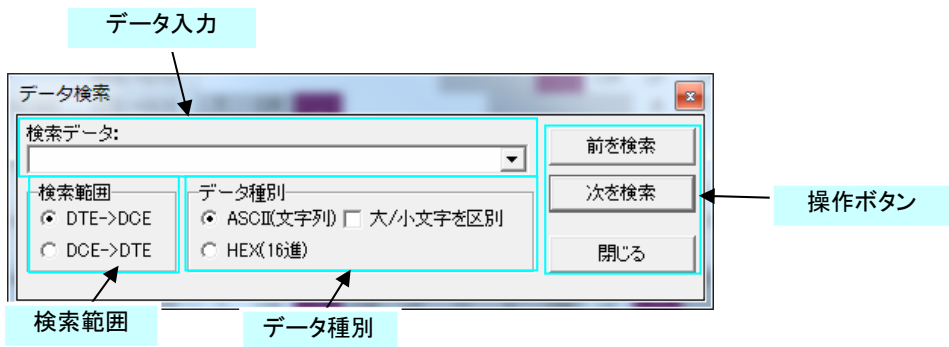 データ入力
データ検索
検索データ:
前を検索
検索範囲
データ種別
次を検索
DTE->DCE
ASCII(文字列)
大/小文字を区別
操作ボタン
DCE->DTE
HEX(16進)
閉じる
検索範囲
データ種別